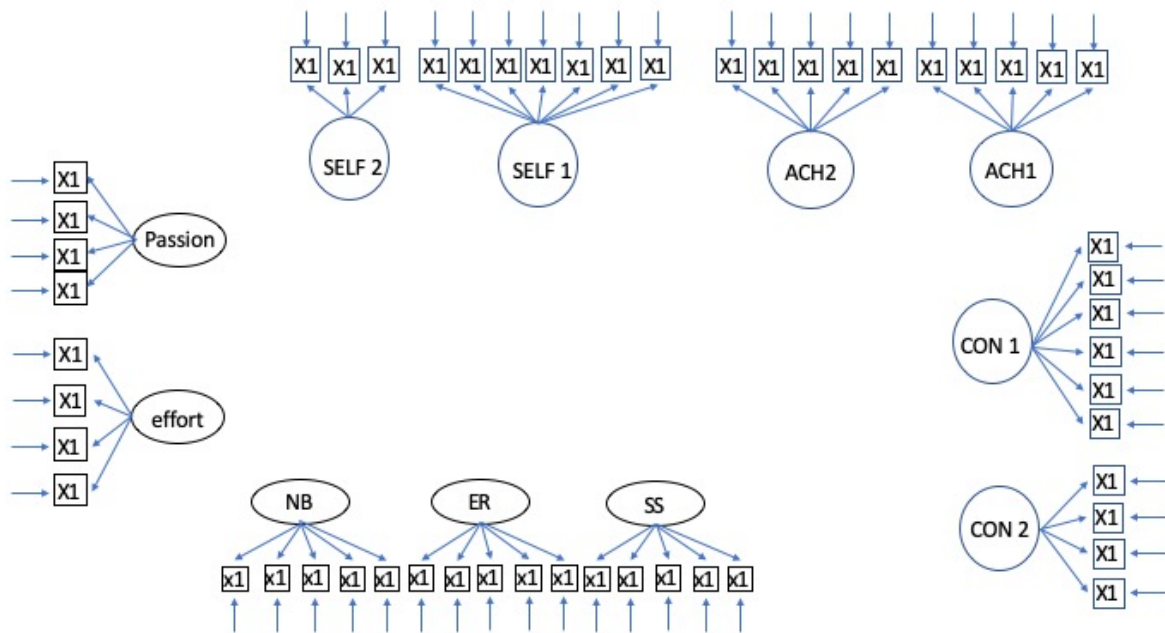 X1 X1 X1 X1 X1 X1 X1 X1 X1 X1 X1 X1 X1 X1 X1 X1 X1 X1 X1 X1
SELF 2 SELF 1 ACH2 ACH1
X1
X1
X1
X1
Passion
X1
X1
X1
X1
X1
X1
CON 1
X1
X1
X1
X1
effort
X1
X1
X1
X1
CON 2
NB ER SS
x1 x1 x1 x1 x1 x1 x1 x1 x1 x1 x1 x1 x1 x1 x1